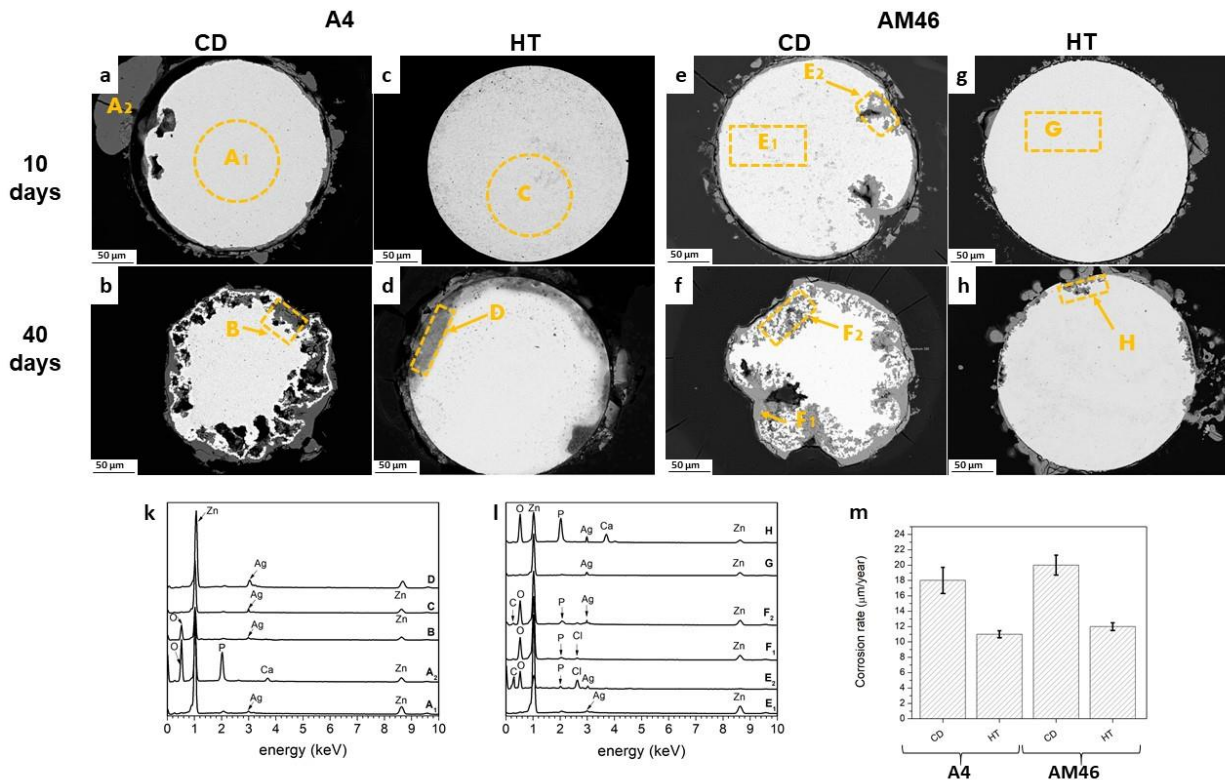 A4 AM46
CD HT CD HT
10
days
a A2 A1 50 µm
c C 50 µm
e E2 E1 50 µm
g G 50 µm
40
days
b B 50 µm
d D 50 µm
f F2 F1 50 µm
h H 50 µm
k
Zn
Ag D
Ag Zn C
O Ag B
O P Ca Zn A2
Ag Zn A1
0 1 2 3 4 5 6 7 8 9 10
energy (keV)
l
O Zn P Ag Ca Zn H
Ag Zn G
C O P Ag F2
P Cl Zn F1
C O P Cl Ag E2
Ag Zn E1
0 1 2 3 4 5 6 7 8 9 10
energy (keV)
m
Corrosion rate (µm/year)
24
22
20
18
16
14
12
10
8
6
4
2
0
CD HT CD HT
A4 AM46